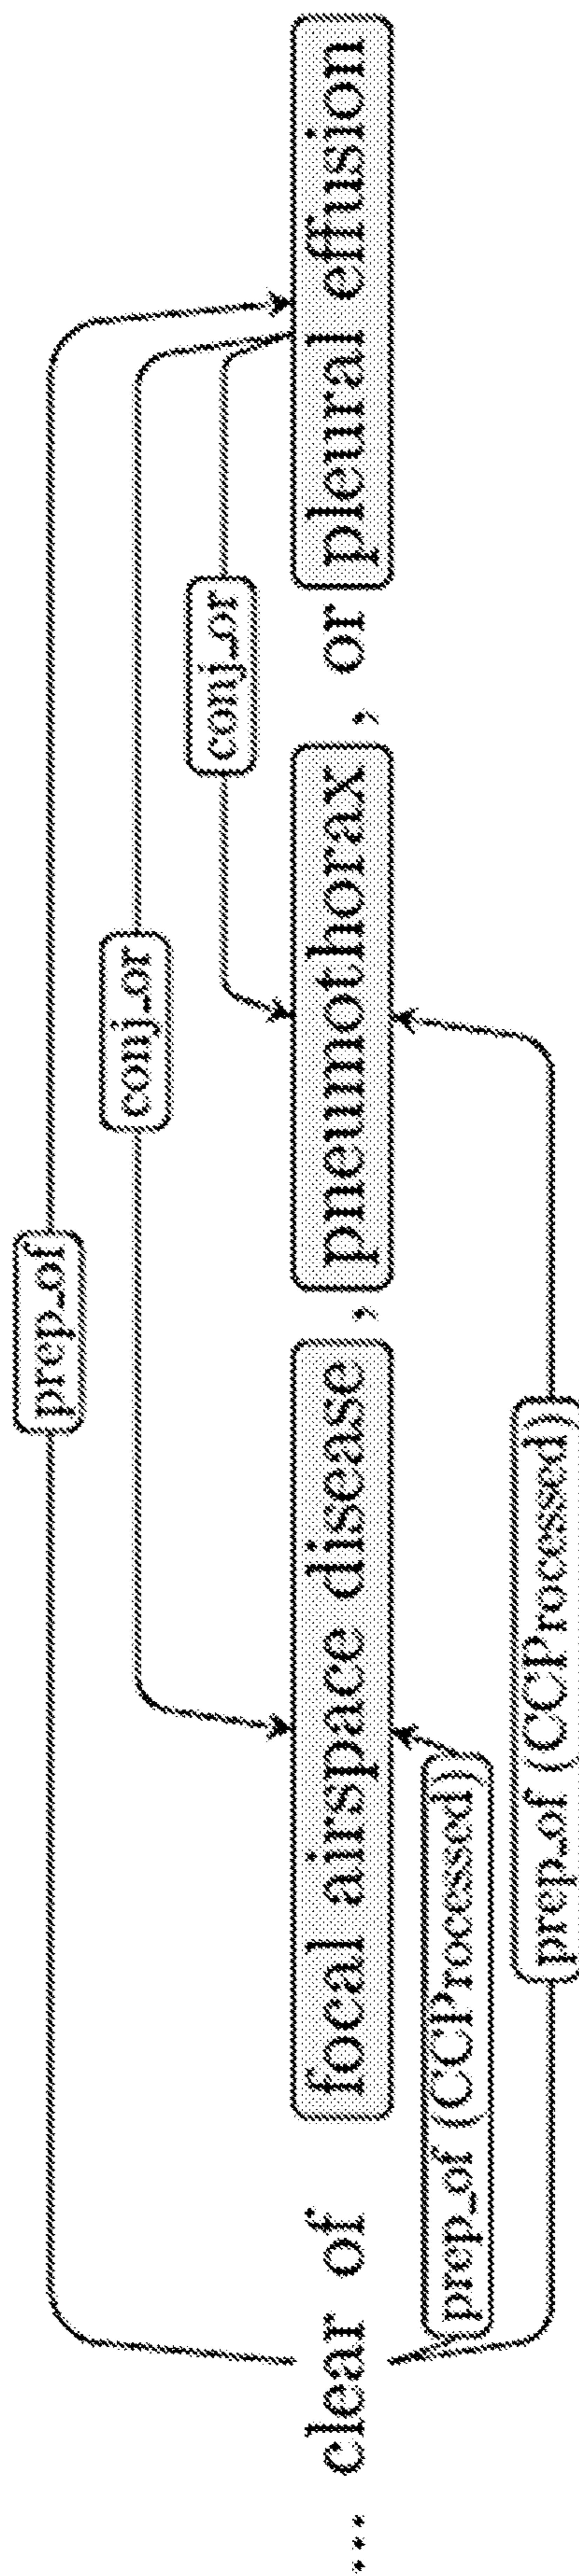 prep_of
conj_or
conj_or
... clear of focal airspace disease , pneumothorax , or pleural effusion
prep_of (CCProcessed)
prep_of (CCProcessed)